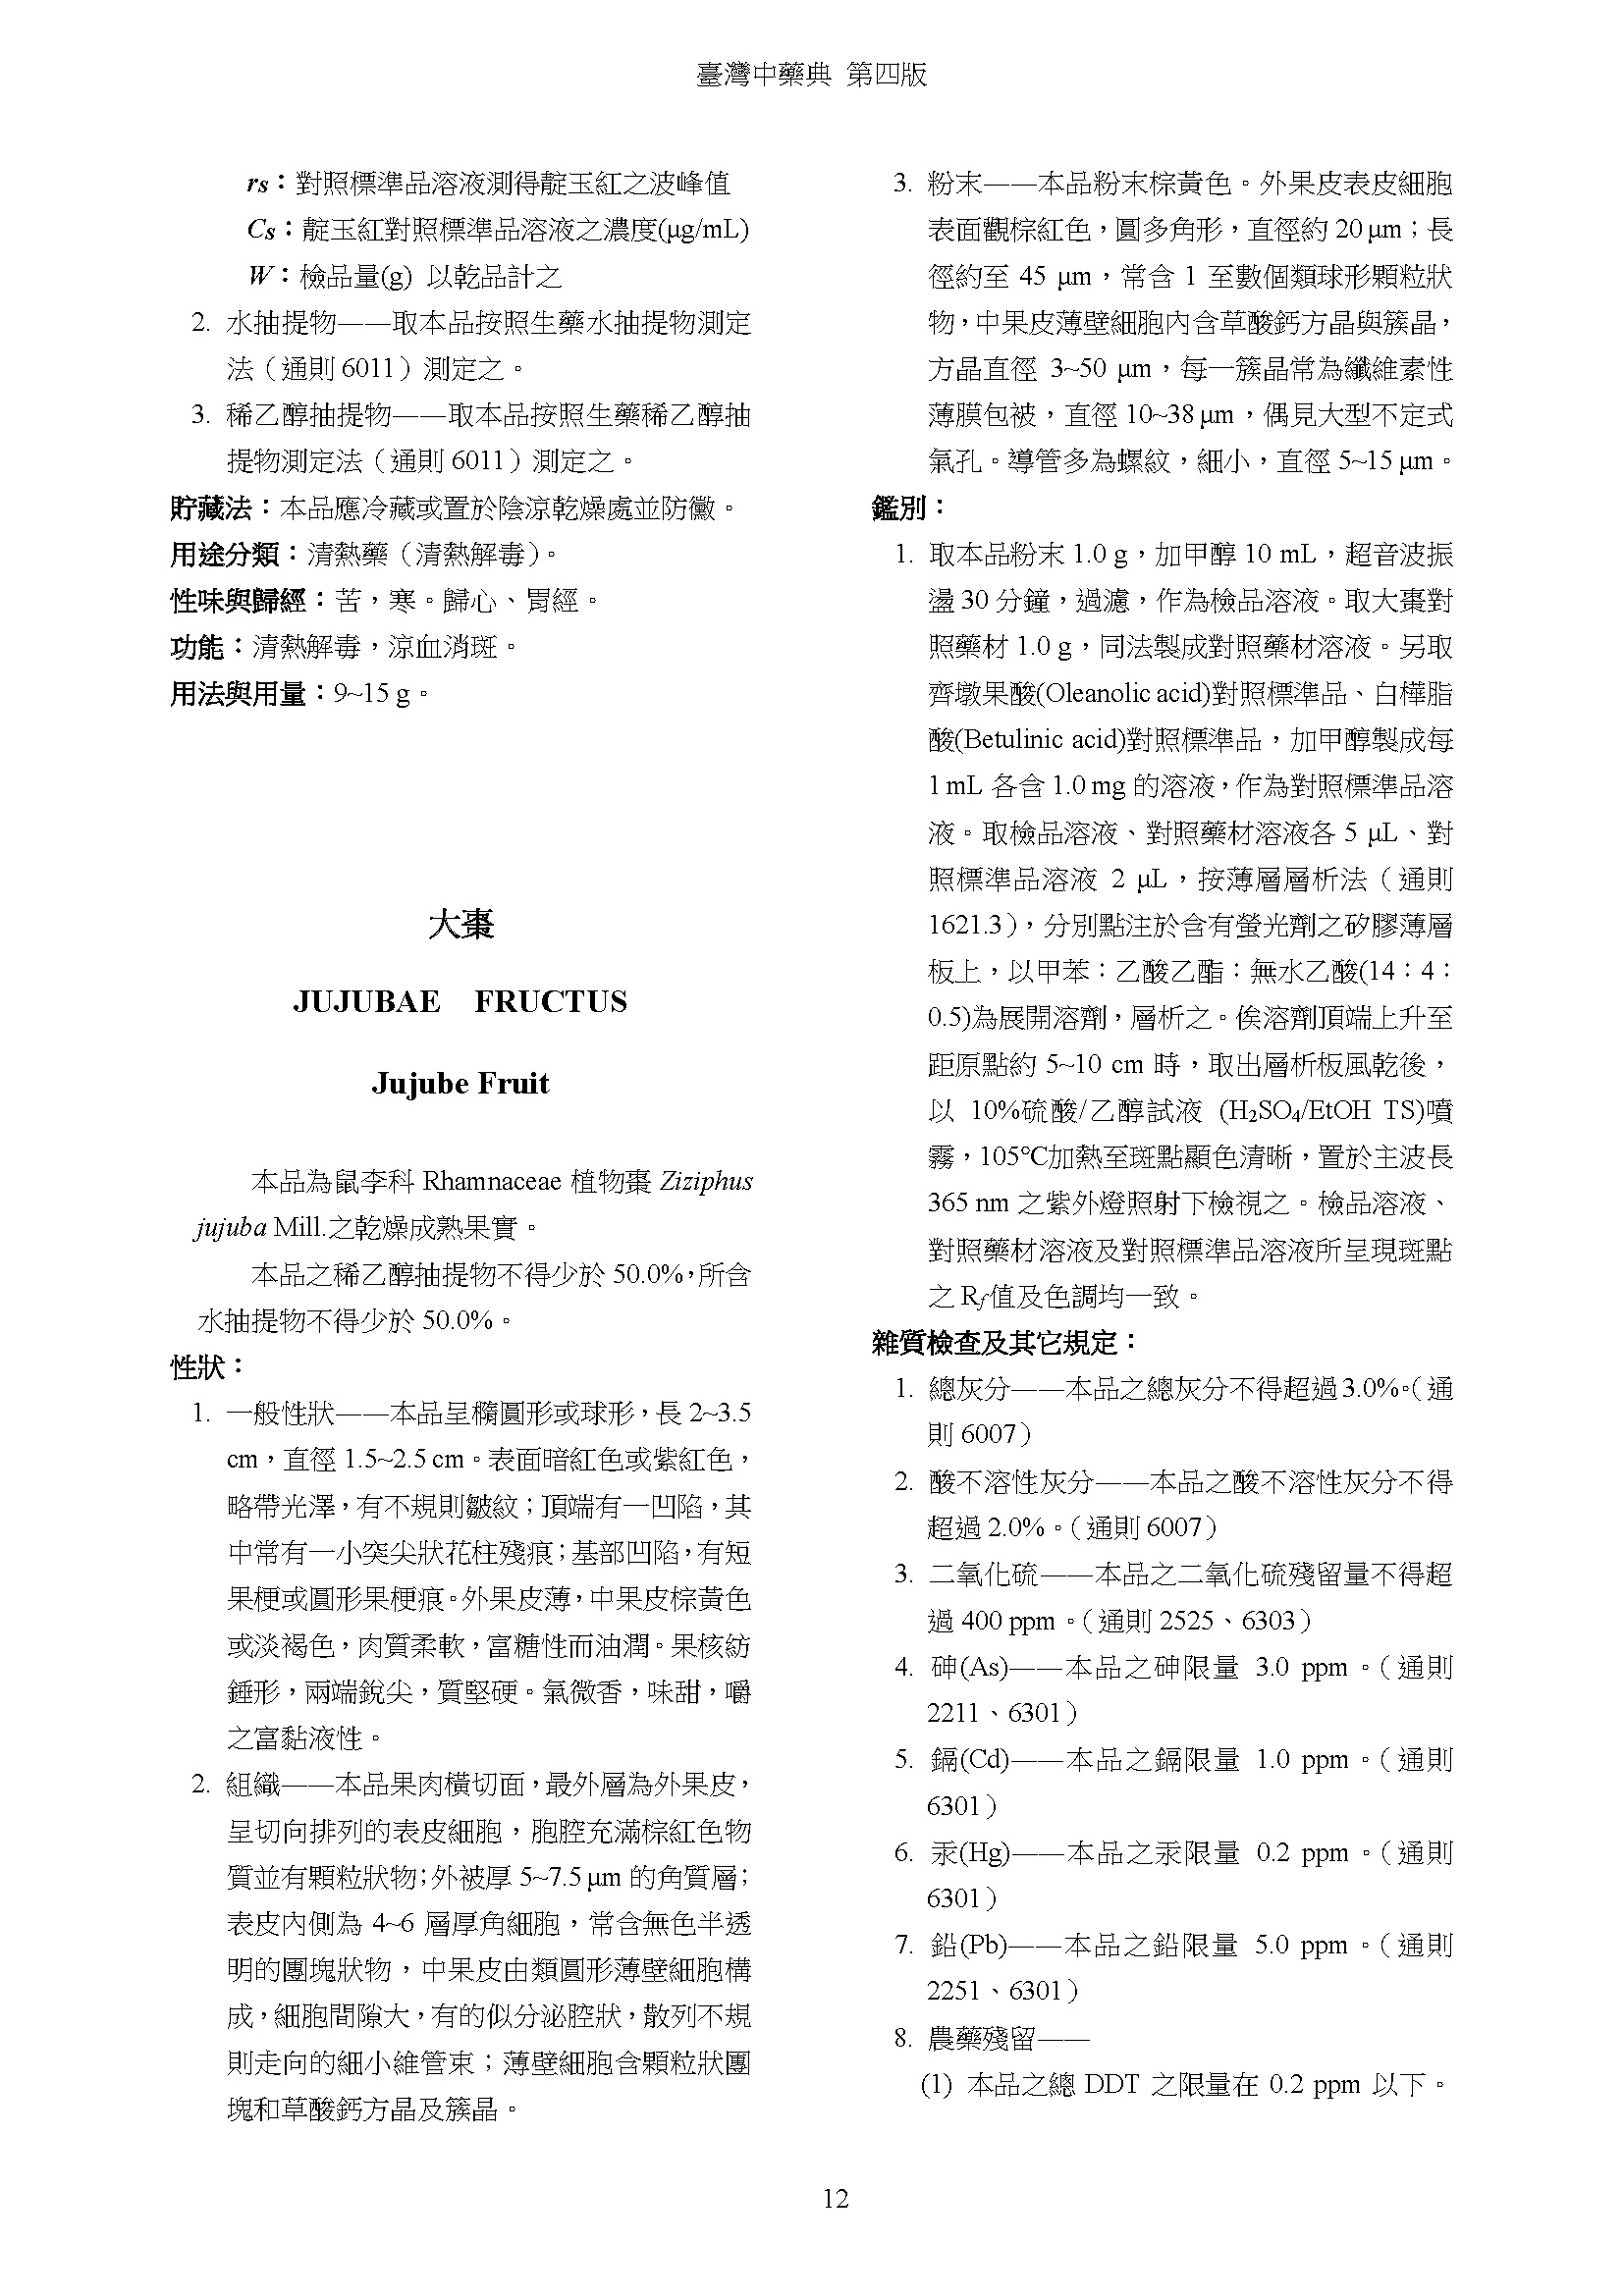 臺灣中藥典 第四版
rs：對照標準品溶液測得靛玉紅之波峰值
Cs：靛玉紅對照標準品溶液之濃度(μg/mL)
W：檢品量(g) 以乾品計之
2. 水抽提物——取本品按照生藥水抽提物測定
法（通則 6011）測定之。
3. 稀乙醇抽提物——取本品按照生藥稀乙醇抽
提物測定法（通則 6011）測定之。
貯藏法：本品應冷藏或置於陰涼乾燥處並防黴。
用途分類：清熱藥（清熱解毒）。
性味與歸經：苦，寒。歸心、胃經。
功能：清熱解毒，涼血消斑。
用法與用量：9~15 g。
大棗
JUJUBAE FRUCTUS
Jujube Fruit
本品為鼠李科 Rhamnaceae 植物棗 Ziziphus
jujuba Mill.之乾燥成熟果實。
本品之稀乙醇抽提物不得少於 50.0%，所含
水抽提物不得少於 50.0%。
性狀：
1. 一般性狀——本品呈橢圓形或球形，長 2~3.5
cm，直徑 1.5~2.5 cm。表面暗紅色或紫紅色，
略帶光澤，有不規則皺紋；頂端有一凹陷，其
中常有一小突尖狀花柱殘痕；基部凹陷，有短
果梗或圓形果梗痕。外果皮薄，中果皮棕黃色
或淡褐色，肉質柔軟，富糖性而油潤。果核紡
錘形，兩端銳尖，質堅硬。氣微香，味甜，嚼
之富黏液性。
2. 組織——本品果肉橫切面，最外層為外果皮，
呈切向排列的表皮細胞，胞腔充滿棕紅色物
質並有顆粒狀物；外被厚 5~7.5 μm 的角質層；
表皮內側為 4~6 層厚角細胞，常含無色半透
明的團塊狀物，中果皮由類圓形薄壁細胞構
成，細胞間隙大，有的似分泌腔狀，散列不規
則走向的細小維管束；薄壁細胞含顆粒狀團
塊和草酸鈣方晶及簇晶。
3. 粉末——本品粉末棕黃色。外果皮表皮細胞
表面觀棕紅色，圓多角形，直徑約 20 μm；長
徑約至 45 μm，常含 1 至數個類球形顆粒狀
物，中果皮薄壁細胞內含草酸鈣方晶與簇晶，
方晶直徑 3~50 μm，每一簇晶常為纖維素性
薄膜包被，直徑 10~38 μm，偶見大型不定式
氣孔。導管多為螺紋，細小，直徑 5~15 μm。
鑑別：
1. 取本品粉末 1.0 g，加甲醇 10 mL，超音波振
盪 30 分鐘，過濾，作為檢品溶液。取大棗對
照藥材 1.0 g，同法製成對照藥材溶液。另取
齊墩果酸(Oleanolic acid)對照標準品、白樺脂
酸(Betulinic acid)對照標準品，加甲醇製成每
1 mL 各含 1.0 mg 的溶液，作為對照標準品溶
液。取檢品溶液、對照藥材溶液各 5 μL、對
照標準品溶液 2 μL，按薄層層析法（通則
1621.3），分別點注於含有螢光劑之矽膠薄層
板上，以甲苯：乙酸乙酯：無水乙酸(14：4：
0.5)為展開溶劑，層析之。俟溶劑頂端上升至
距原點約 5~10 cm 時，取出層析板風乾後，
以 10%硫酸/乙醇試液 (H₂SO₄/EtOH TS)噴
霧，105℃加熱至斑點顯色清晰，置於主波長
365 nm 之紫外燈照射下檢視之。檢品溶液、
對照藥材溶液及對照標準品溶液所呈現斑點
之 Rf值及色調均一致。
雜質檢查及其它規定：
1. 總灰分——本品之總灰分不得超過 3.0%。（通
則 6007）
2. 酸不溶性灰分——本品之酸不溶性灰分不得
超過 2.0%。（通則 6007）
3. 二氧化硫——本品之二氧化硫殘留量不得超
過 400 ppm。（通則 2525、6303）
4. 砷(As)——本品之砷限量 3.0 ppm。（通則
2211、6301）
5. 鎘(Cd)——本品之鎘限量 1.0 ppm。（通則
6301）
6. 汞(Hg)——本品之汞限量 0.2 ppm。（通則
6301）
7. 鉛(Pb)——本品之鉛限量 5.0 ppm。（通則
2251、6301）
8. 農藥殘留——
(1) 本品之總 DDT 之限量在 0.2 ppm 以下。
12